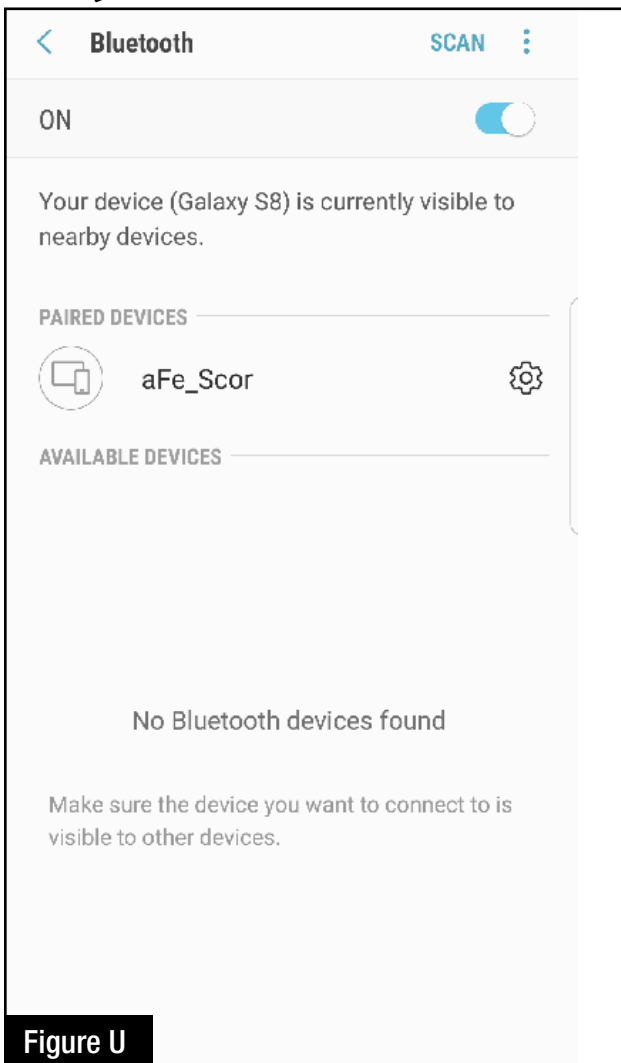 Bluetooth
SCAN
ON
Your device (Galaxy S8) is currently visible to
nearby devices.
PAIRED DEVICES
aFe_Scor
AVAILABLE DEVICES
No Bluetooth devices found
Make sure the device you want to connect to is
visible to other devices.
Figure U